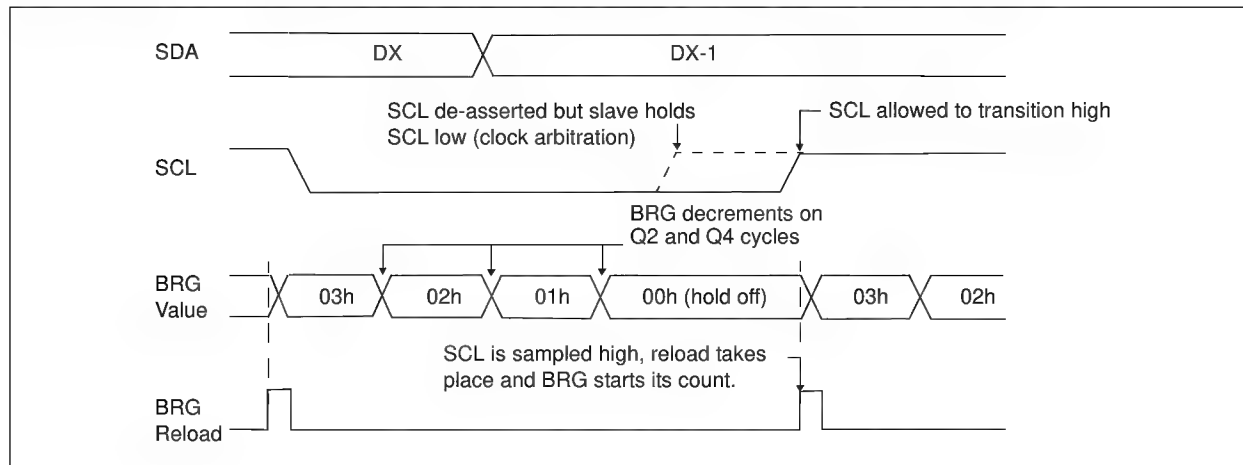 SDA
DX
DX-1
SCL de-asserted but slave holds
SCL low (clock arbitration)
SCL allowed to transition high
SCL
BRG decrements on
Q2 and Q4 cycles
BRG
Value
03h
02h
01h
00h (hold off)
03h
02h
SCL is sampled high, reload takes
place and BRG starts its count.
BRG
Reload